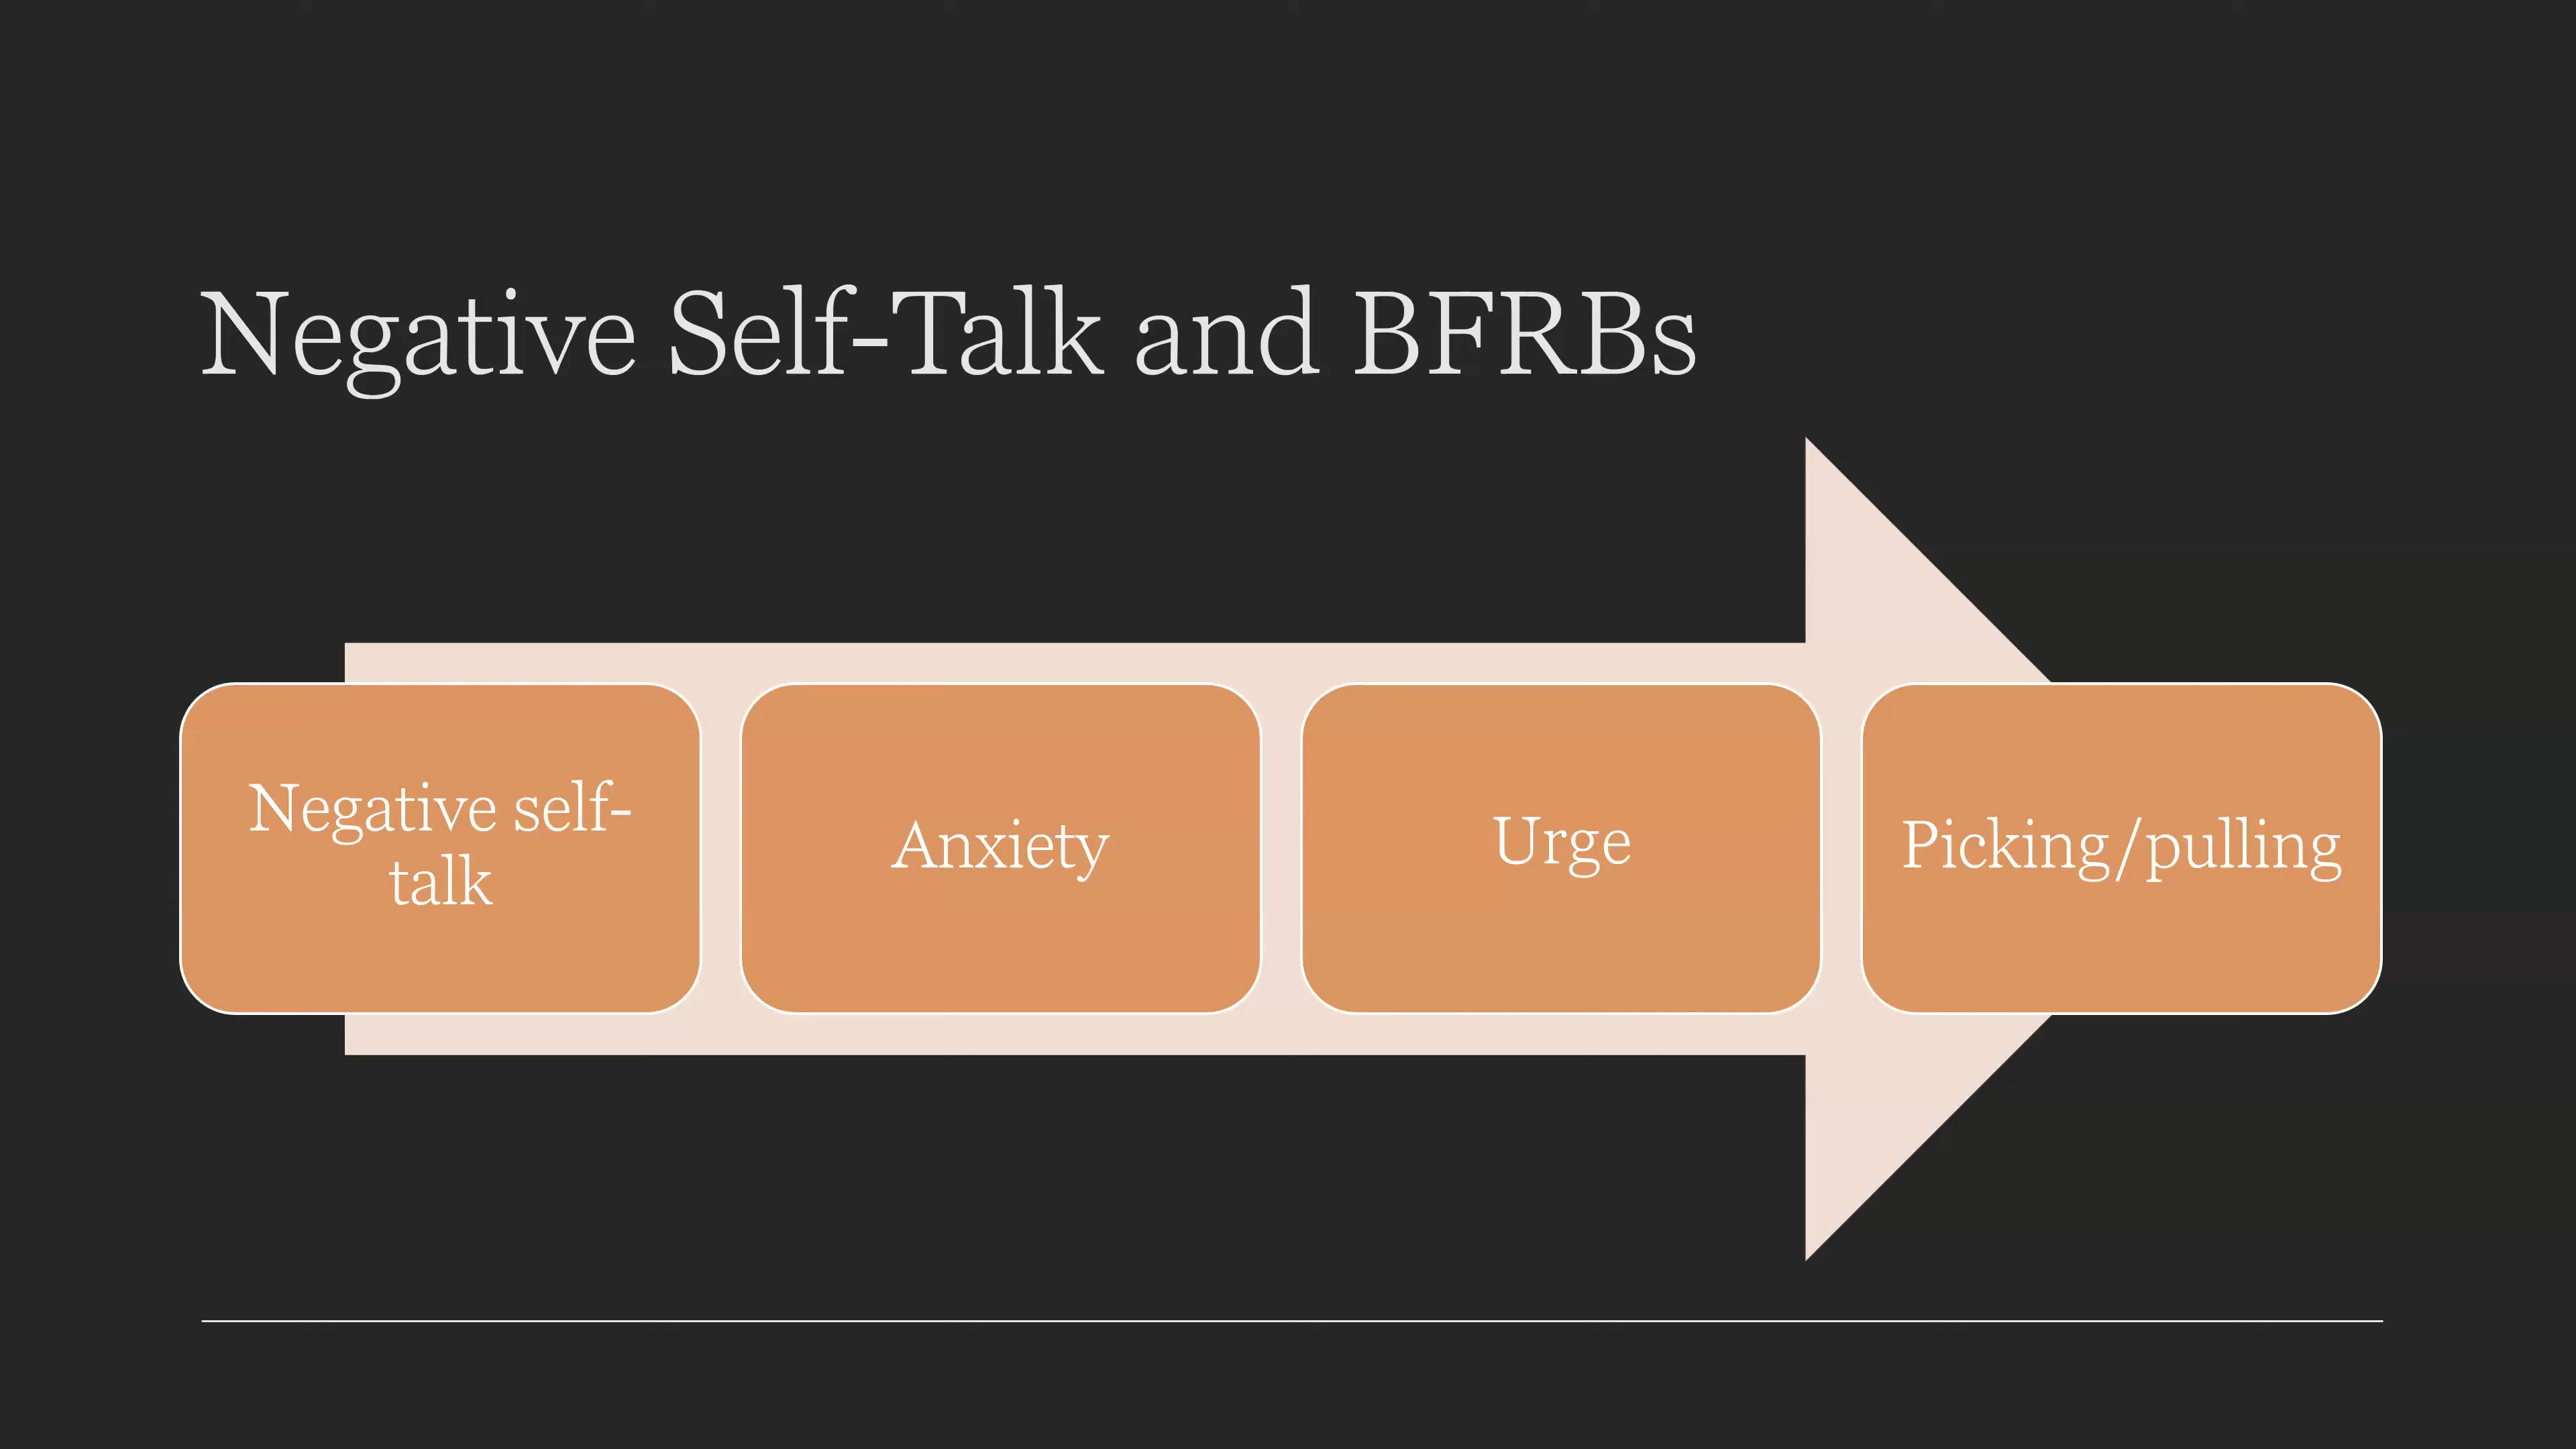 Negative Self-Talk and BFRBs
Negative self-
talk
Anxiety
Urge
Picking/pulling